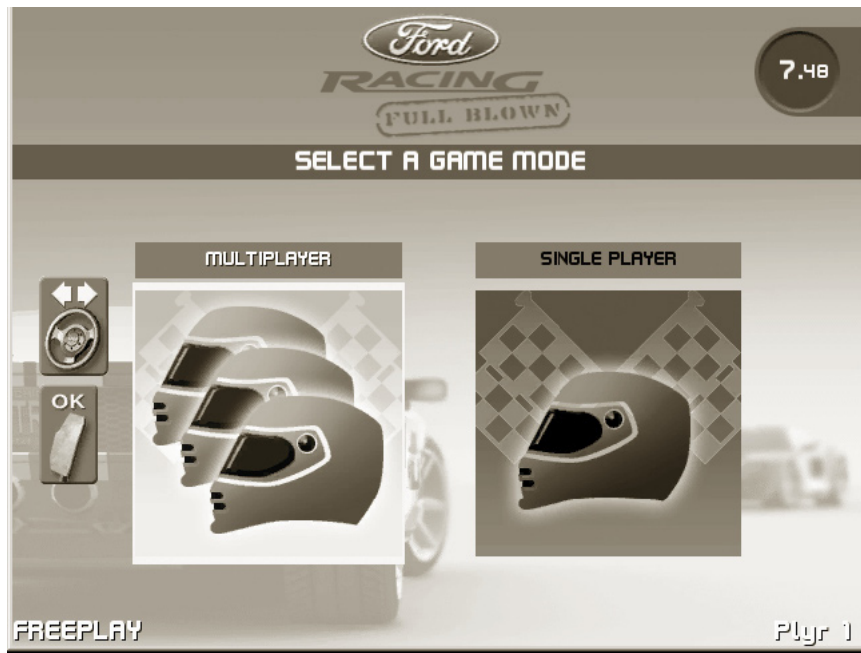 Ford
RACING
FULL BLOWN
7.48
SELECT A GAME MODE
MULTIPLAYER
SINGLE PLAYER
OK
FREEPLAY
Plyr 1